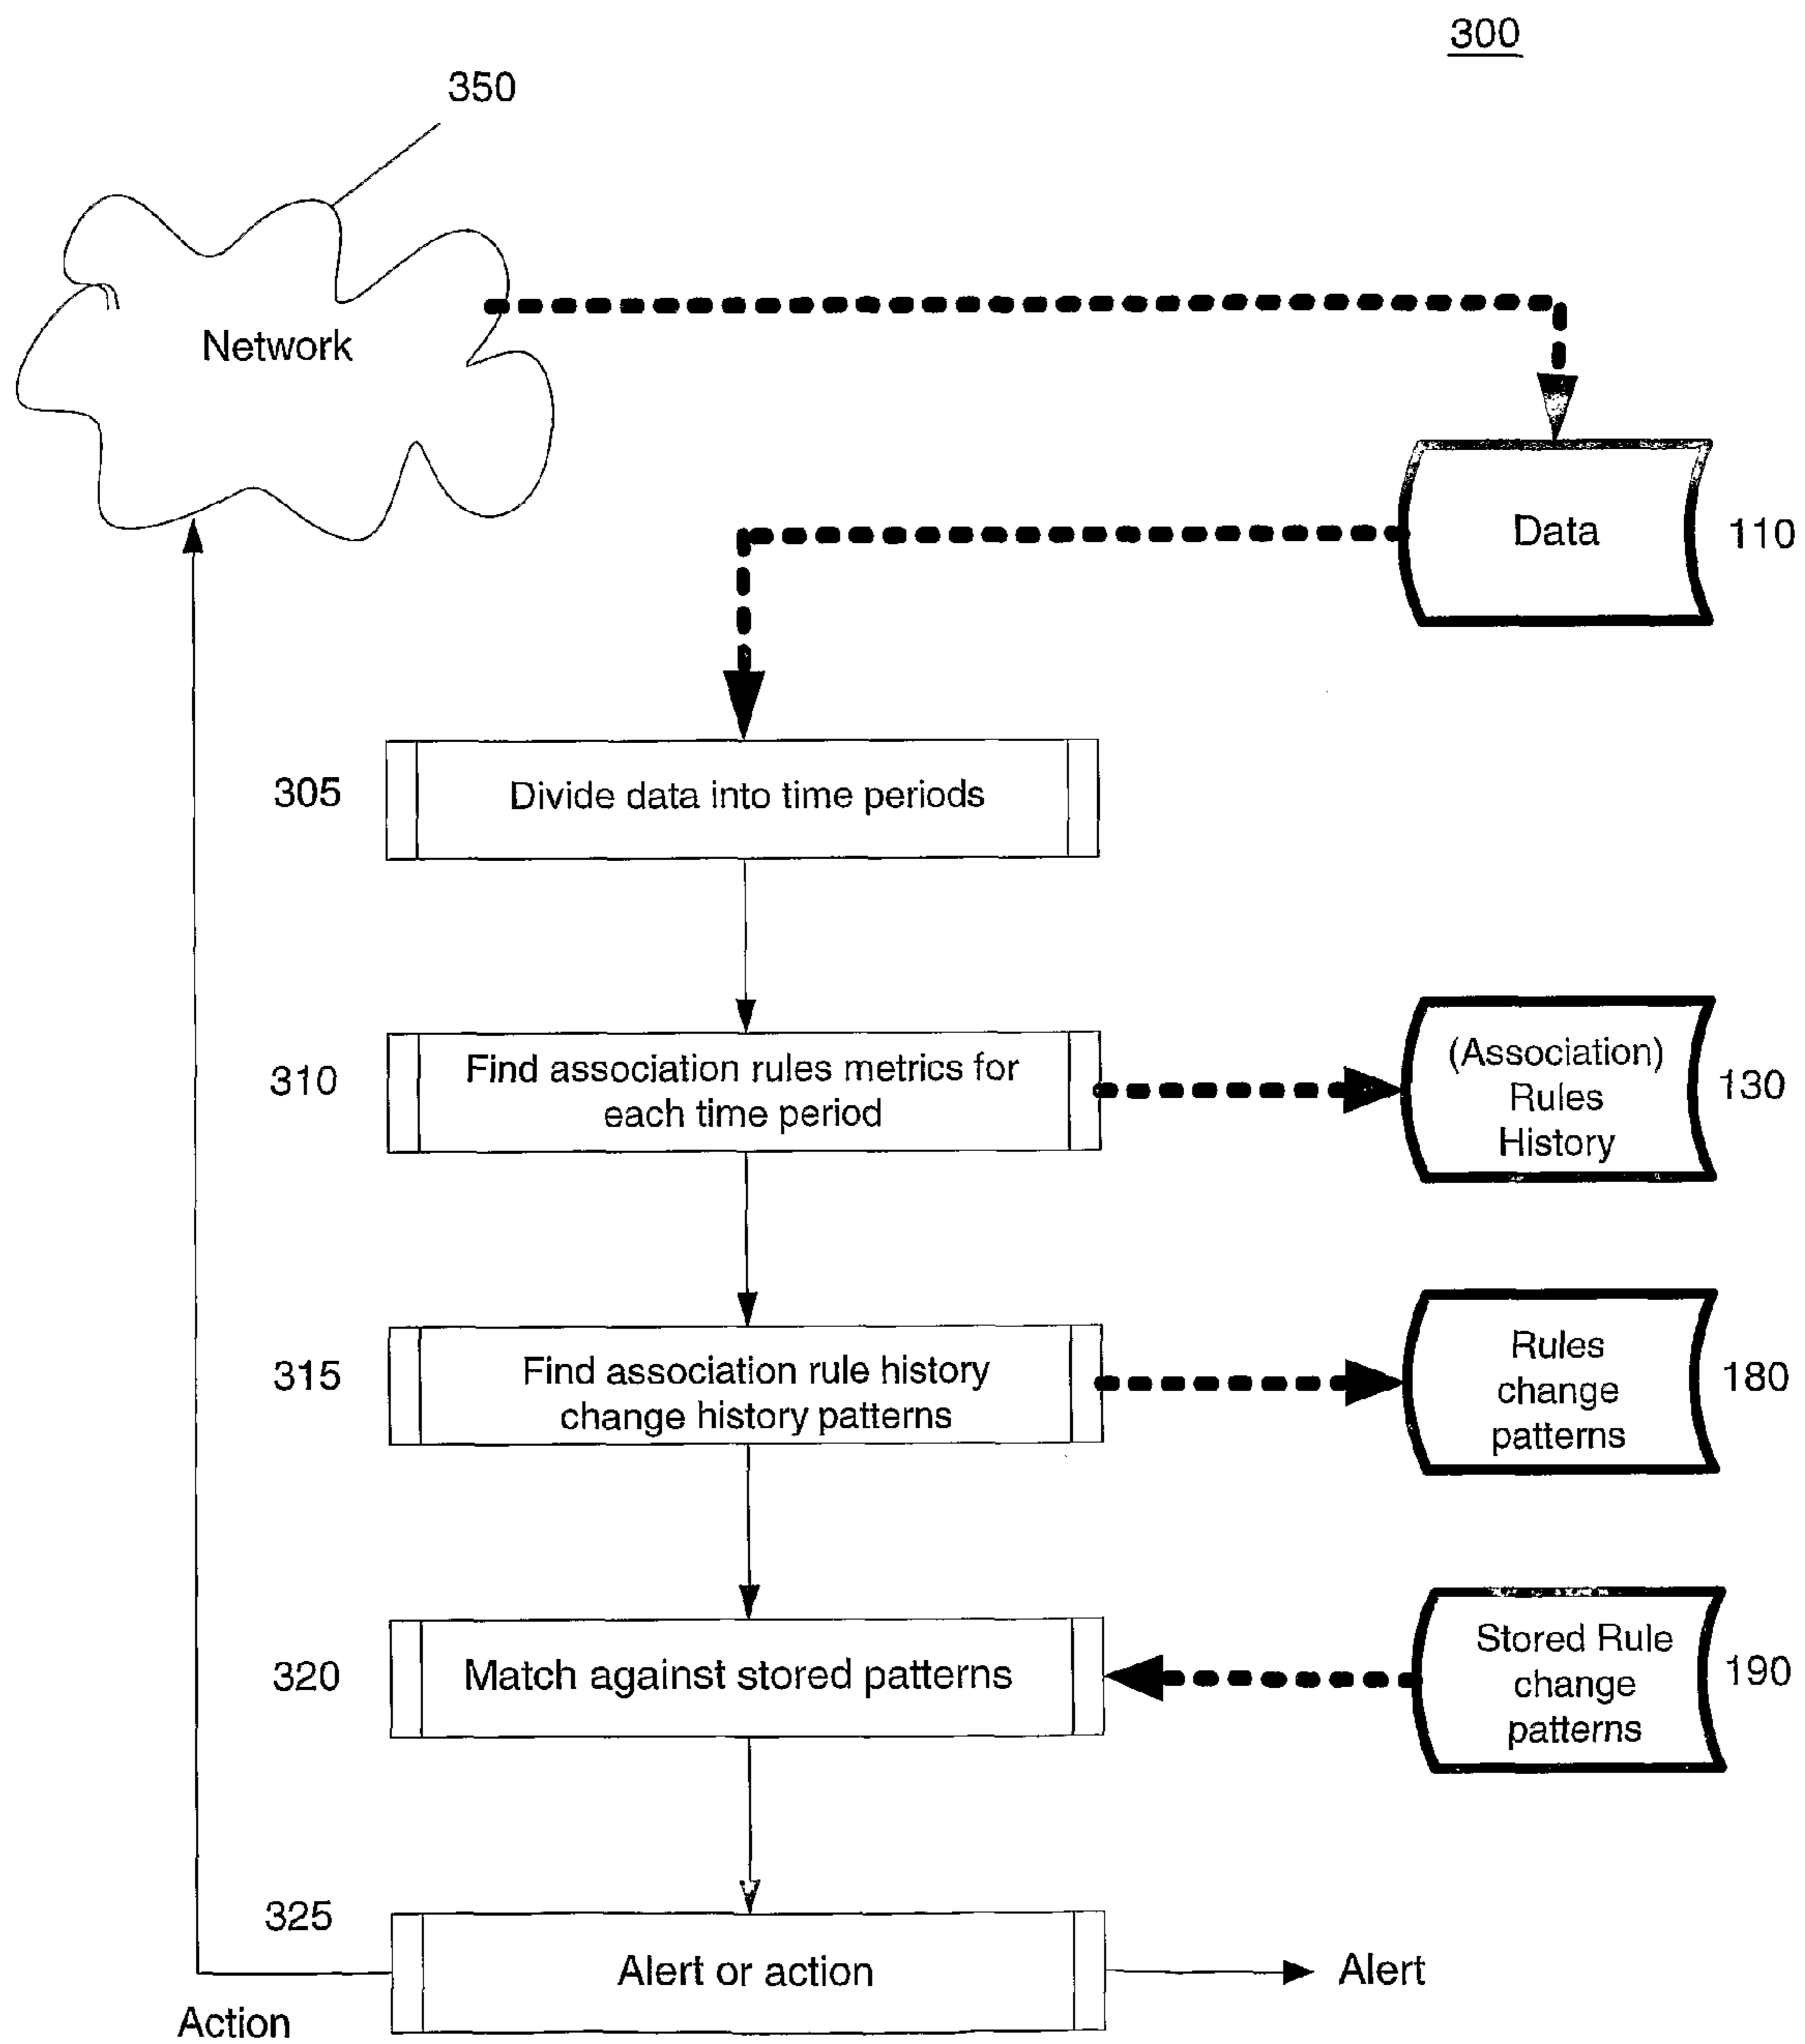 300
350
Network
Data
110
305
Divide data into time periods
310
Find association rules metrics for
each time period
(Association)
Rules
History
130
315
Find association rule history
change history patterns
Rules
change
patterns
180
320
Match against stored patterns
Stored Rule
change
patterns
190
325
Alert or action
Alert
Action